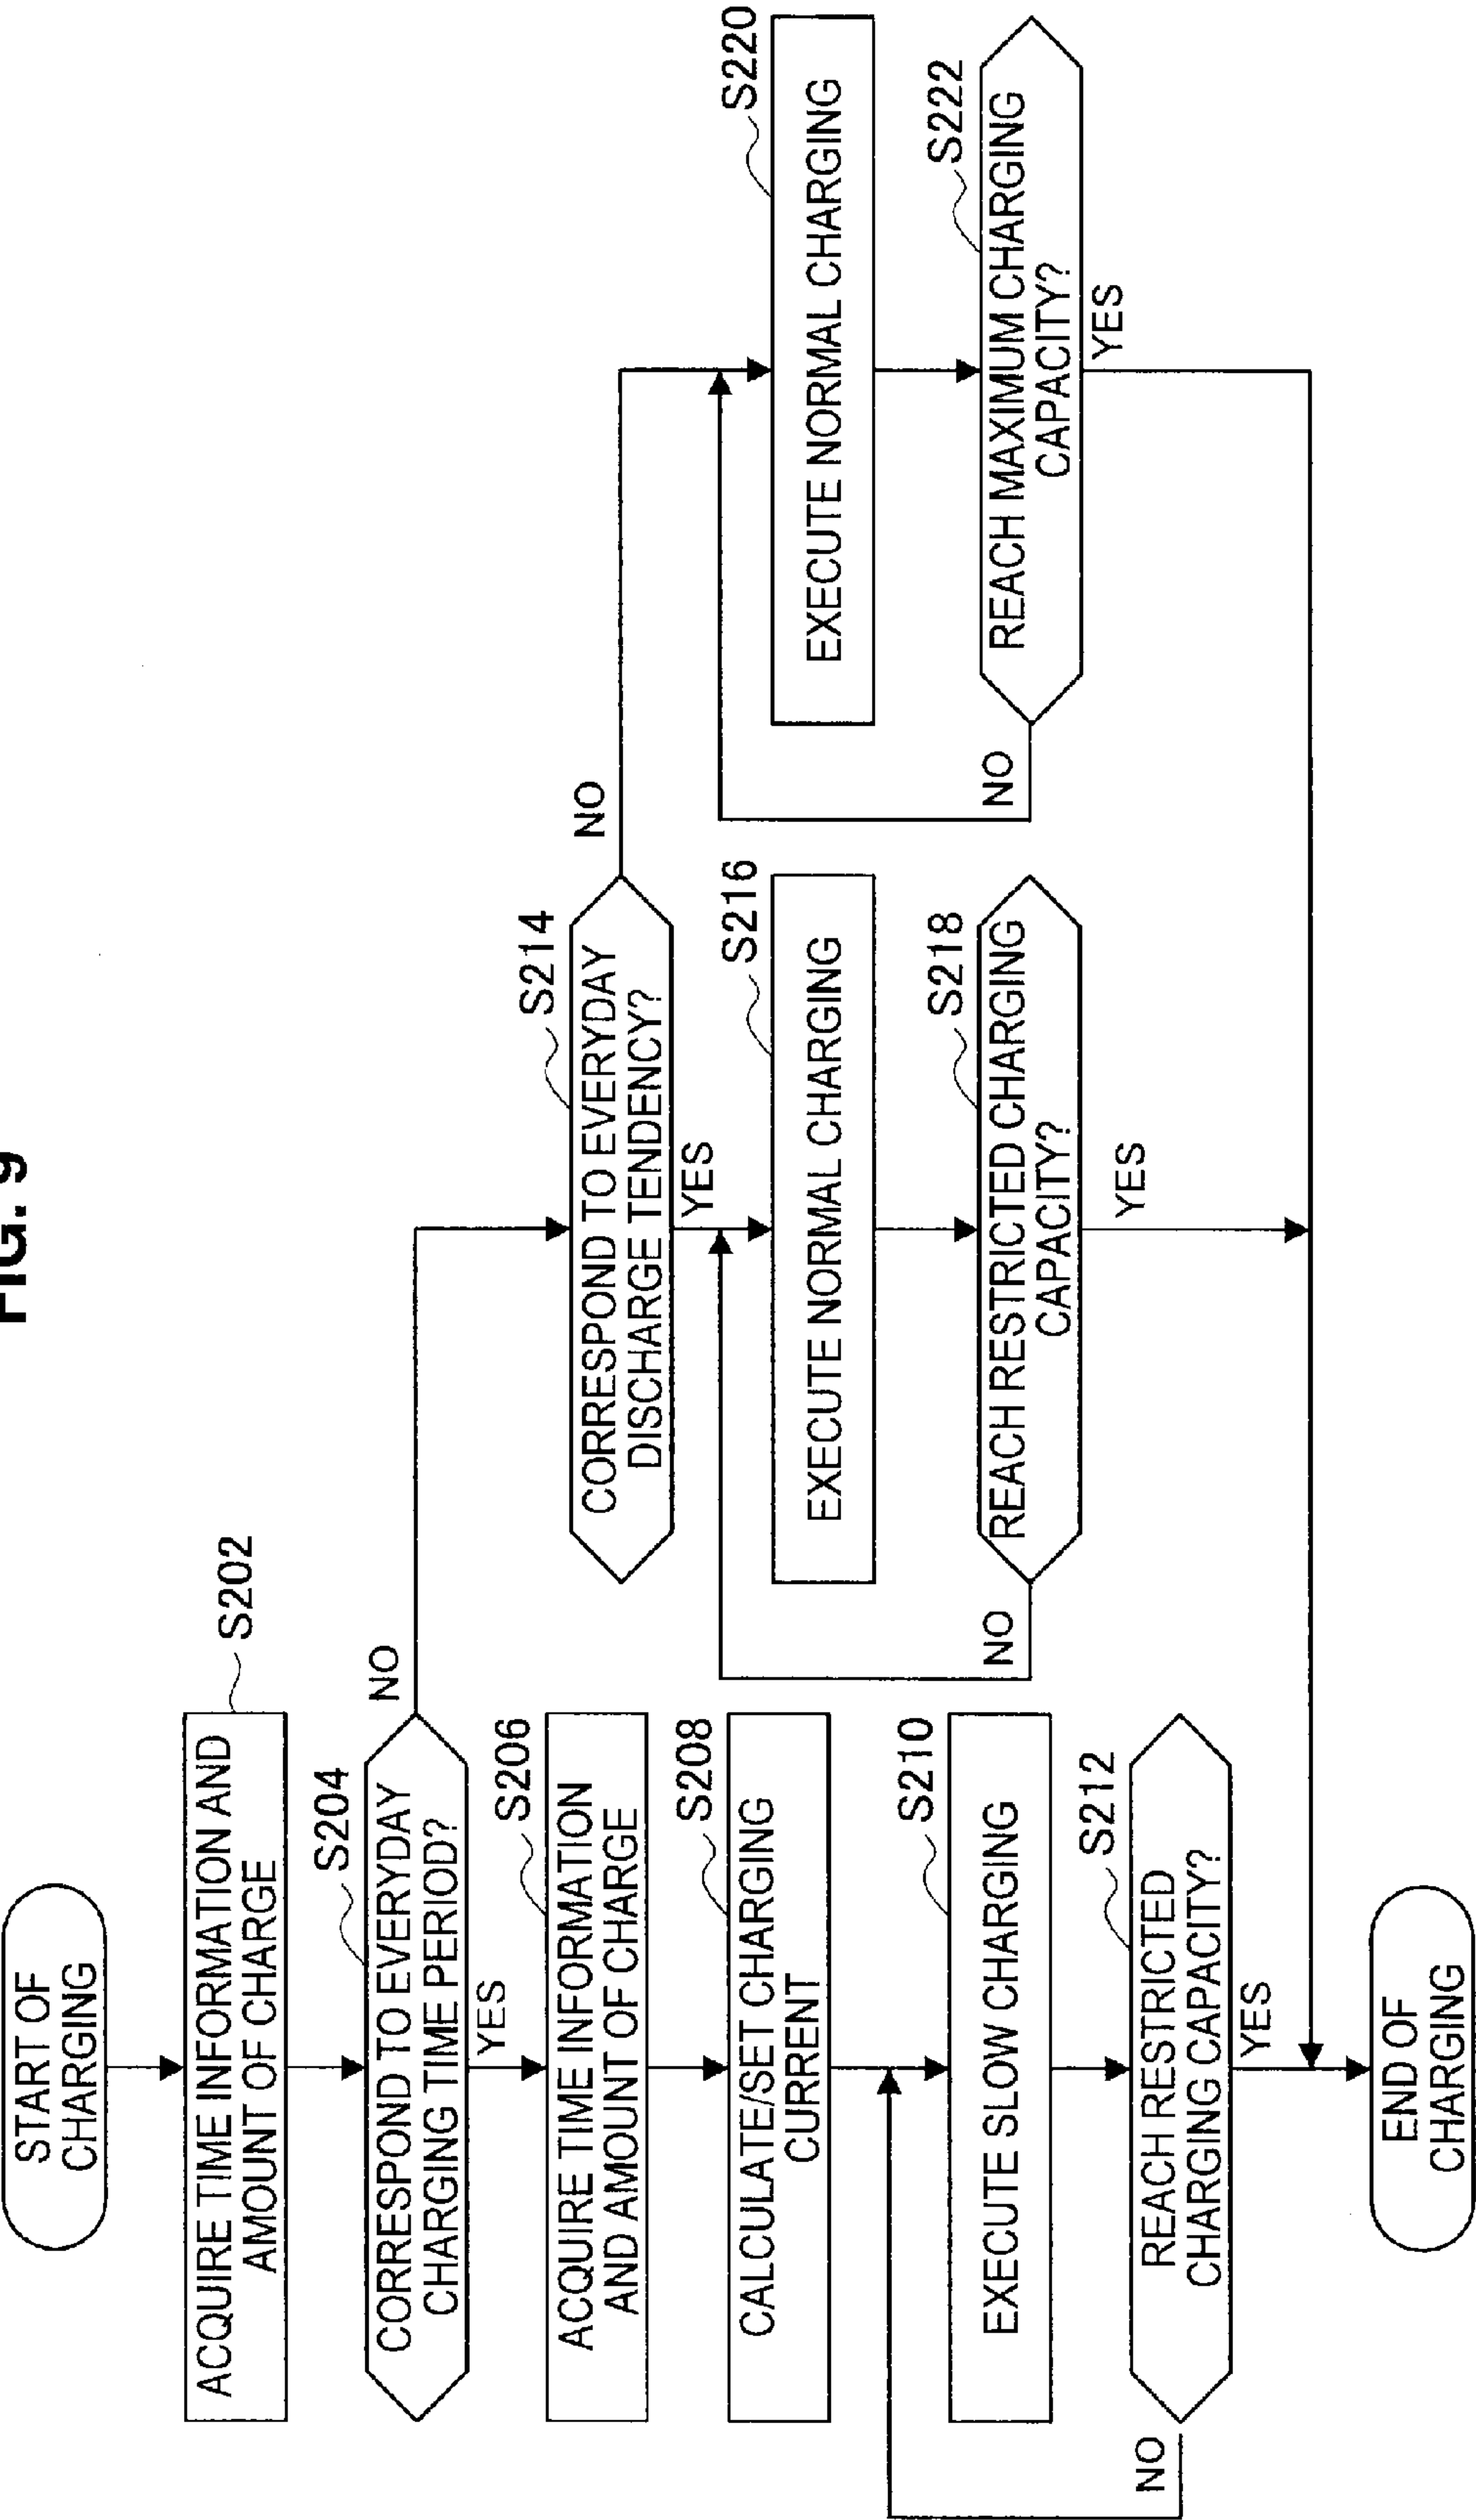 FIG. 9
START OF
CHARGING
S202
ACQUIRE TIME INFORMATION AND
AMOUNT OF CHARGE
S204
CORRESPOND TO EVERYDAY
CHARGING TIME PERIOD?
NO
YES
S206
ACQUIRE TIME INFORMATION
AND AMOUNT OF CHARGE
S208
CALCULATE/SET CHARGING
CURRENT
S210
EXECUTE SLOW CHARGING
S212
REACH RESTRICTED
CHARGING CAPACITY?
NO
YES
END OF
CHARGING
S214
CORRESPOND TO EVERYDAY
DISCHARGE TENDENCY?
NO
YES
S216
EXECUTE NORMAL CHARGING
S218
REACH RESTRICTED CHARGING
CAPACITY?
NO
YES
S220
EXECUTE NORMAL CHARGING
S222
REACH MAXIMUM CHARGING
CAPACITY?
NO
YES